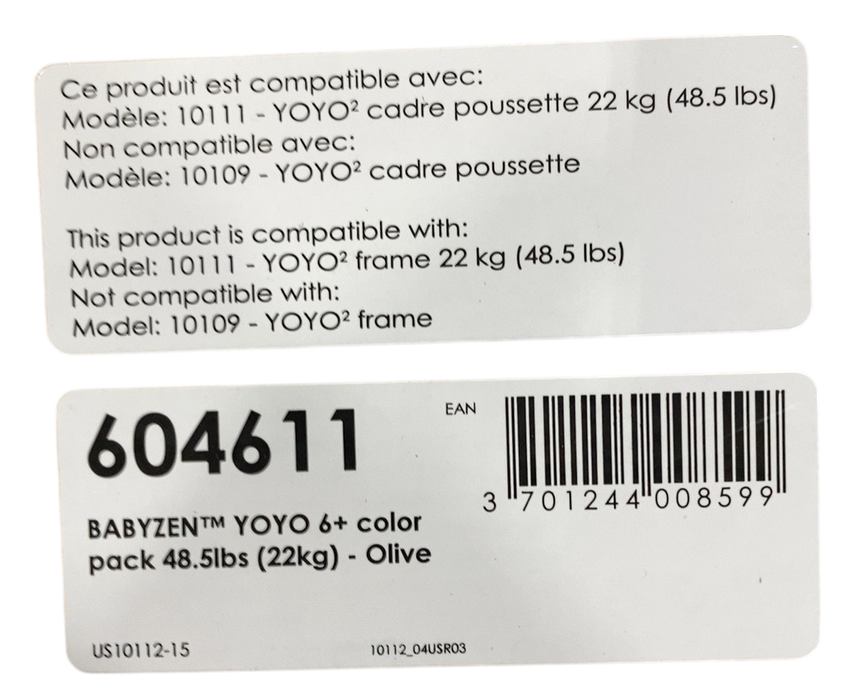 Ce produit est compatible avec:
Modèle: 10111 - YOYO² cadre poussette 22 kg (48.5 lbs)
Non compatible avec:
Modèle: 10109 - YOYO² cadre poussette
This product is compatible with:
Model: 10111 - YOYO² frame 22 kg (48.5 lbs)
Not compatible with:
Model: 10109 - YOYO² frame
604611
EAN
3 701244 008599
BABYZEN™ YOYO 6+ color
pack 48.5lbs (22kg) - Olive
US10112-15
10112_04USR03